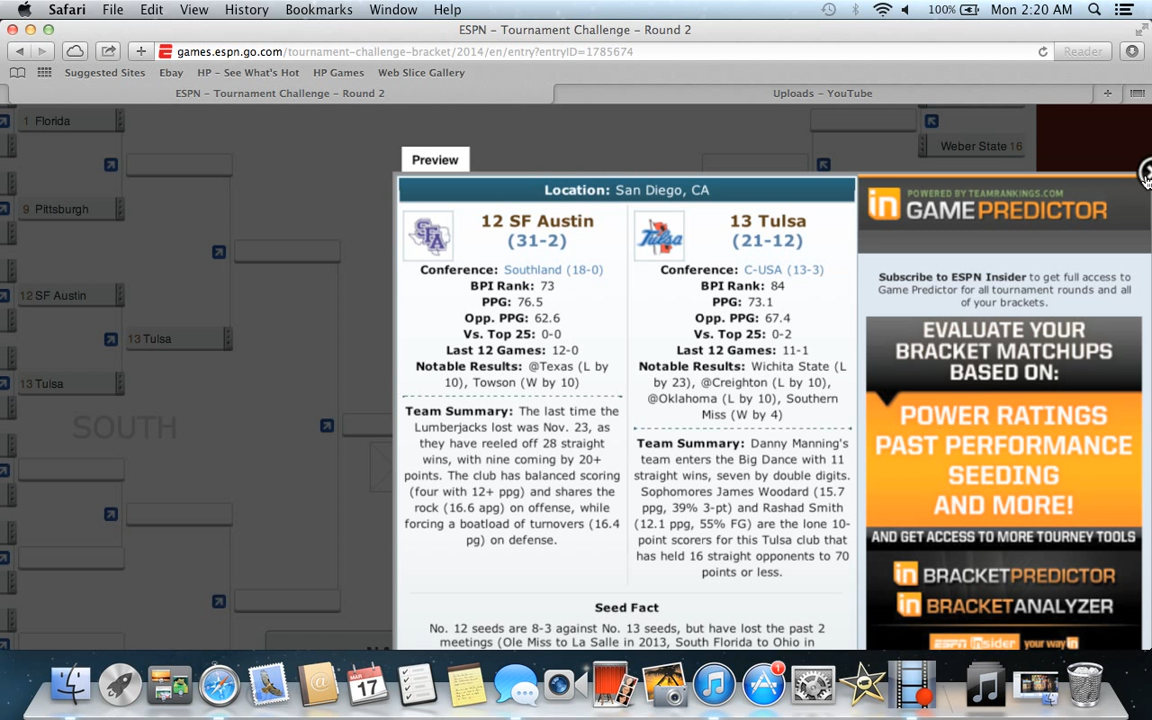 Safari File Edit View History Bookmarks Window Help 100% Mon 2:20 AM
ESPN – Tournament Challenge – Round 2
games.espn.go.com/tournament-challenge-bracket/2014/en/entry?entryID=1785674 Reader
Suggested Sites Ebay HP – See What's Hot HP Games Web Slice Gallery
ESPN – Tournament Challenge – Round 2 Uploads – YouTube
1 Florida
Weber State 16
9 Pittsburgh
12 SF Austin
13 Tulsa
13 Tulsa
SOUTH
Preview
Location: San Diego, CA
SFA
12 SF Austin
(31-2)
Conference: Southland (18-0)
BPI Rank: 73
PPG: 76.5
Opp. PPG: 62.6
Vs. Top 25: 0-0
Last 12 Games: 12-0
Notable Results: @Texas (L by
10), Towson (W by 10)
Team Summary: The last time the
Lumberjacks lost was Nov. 23, as
they have reeled off 28 straight
wins, with nine coming by 20+
points. The club has balanced scoring
(four with 12+ ppg) and shares the
rock (16.6 apg) on offense, while
forcing a boatload of turnovers (16.4
pg) on defense.
Tulsa
13 Tulsa
(21-12)
Conference: C-USA (13-3)
BPI Rank: 84
PPG: 73.1
Opp. PPG: 67.4
Vs. Top 25: 0-2
Last 12 Games: 11-1
Notable Results: Wichita State (L
by 23), @Creighton (L by 10),
@Oklahoma (L by 10), Southern
Miss (W by 4)
Team Summary: Danny Manning's
team enters the Big Dance with 11
straight wins, seven by double digits.
Sophomores James Woodard (15.7
ppg, 39% 3-pt) and Rashad Smith
(12.1 ppg, 55% FG) are the lone 10-
point scorers for this Tulsa club that
has held 16 straight opponents to 70
points or less.
Seed Fact
No. 12 seeds are 8-3 against No. 13 seeds, but have lost the past 2
meetings (Ole Miss to La Salle in 2013, South Florida to Ohio in
in POWERED BY TEAMRANKINGS.COM
GAMEPREDICTOR
Subscribe to ESPN Insider to get full access to
Game Predictor for all tournament rounds and all
of your brackets.
EVALUATE YOUR
BRACKET MATCHUPS
BASED ON:
POWER RATINGS
PAST PERFORMANCE
SEEDING
AND MORE!
AND GET ACCESS TO MORE TOURNEY TOOLS
in BRACKETPREDICTOR
in BRACKETANALYZER
ESPN Insider your way in
MAR
17
1